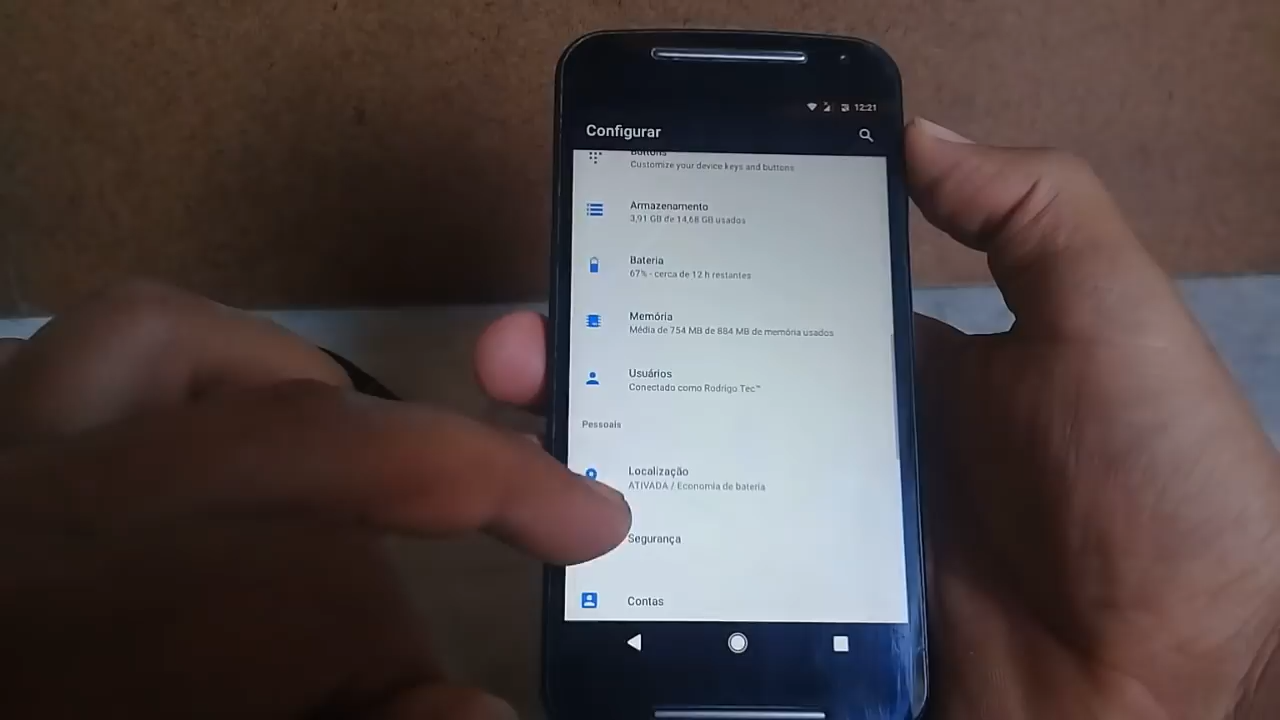 12:21
Configurar
Buttons
Customize your device keys and buttons
Armazenamento
3,91 GB de 14,68 GB usados
Bateria
67% - cerca de 12 h restantes
Memória
Média de 754 MB de 884 MB de memória usados
Usuários
Conectado como Rodrigo Tec™
Pessoais
Localização
ATIVADA / Economia de bateria
Segurança
Contas